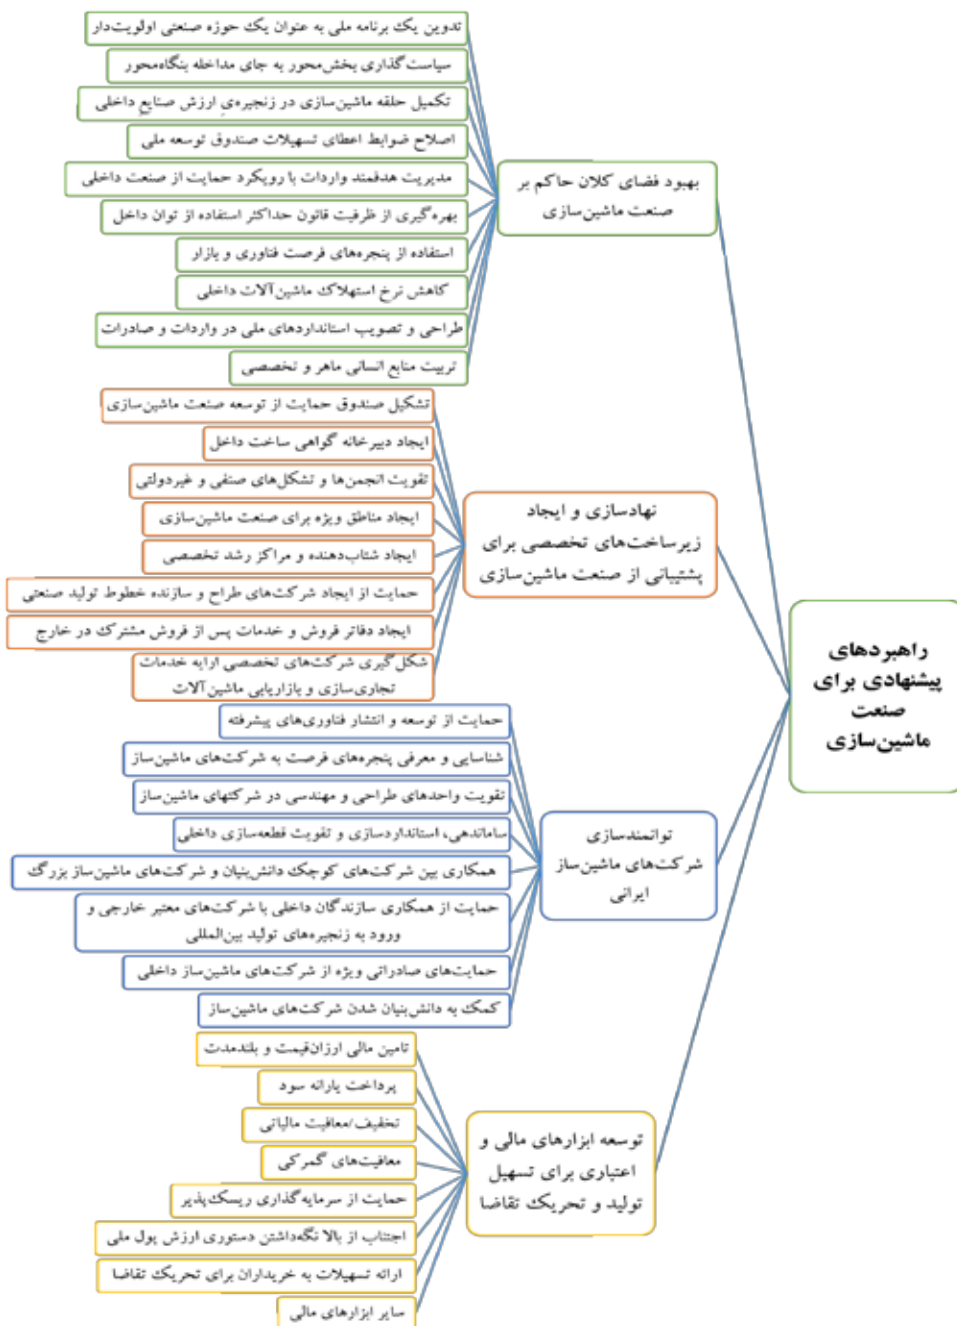 راهبردهای
پیشنهادی برای
صنعت
ماشین‌سازی
بهبود فضای کلان حاکم بر
صنعت ماشین‌سازی
تدوین یک برنامه ملی به عنوان یک حوزه صنعتی اولویت‌دار
سیاست‌گذاری بخش‌محور به جای مداخله بنگاه‌محور
تکمیل حلقه ماشین‌سازی در زنجیره‌ی ارزش صنایع داخلی
اصلاح ضوابط اعطای تسهیلات صندوق توسعه ملی
مدیریت هدفمند واردات با رویکرد حمایت از صنعت داخلی
بهره‌گیری از ظرفیت قانون حداکثر استفاده از توان داخل
استفاده از پنجره‌های فرصت فناوری و بازار
کاهش نرخ استهلاک ماشین‌آلات داخلی
طراحی و تصویب استانداردهای ملی در واردات و صادرات
تربیت منابع انسانی ماهر و تخصصی
نهادسازی و ایجاد
زیرساخت‌های تخصصی برای
پشتیبانی از صنعت ماشین‌سازی
تشکیل صندوق حمایت از توسعه صنعت ماشین‌سازی
ایجاد دبیرخانه گواهی ساخت داخل
تقویت انجمن‌ها و تشکل‌های صنفی و غیردولتی
ایجاد مناطق ویژه برای صنعت ماشین‌سازی
ایجاد شتاب‌دهنده و مراکز رشد تخصصی
حمایت از ایجاد شرکت‌های طراح و سازنده خطوط تولید صنعتی
ایجاد دفاتر فروش و خدمات پس از فروش مشترک در خارج
شکل‌گیری شرکت‌های تخصصی ارایه خدمات
تجاری‌سازی و بازاریابی ماشین‌آلات
توانمندسازی
شرکت‌های ماشین‌ساز
ایرانی
حمایت از توسعه و انتشار فناوری‌های پیشرفته
شناسایی و معرفی پنجره‌های فرصت به شرکت‌های ماشین‌ساز
تقویت واحدهای طراحی و مهندسی در شرکتهای ماشین‌ساز
ساماندهی، استانداردسازی و تقویت قطعه‌سازی داخلی
همکاری بین شرکت‌های کوچک دانش‌بنیان و شرکت‌های ماشین‌ساز بزرگ
حمایت از همکاری سازندگان داخلی با شرکت‌های معتبر خارجی و
ورود به زنجیره‌های تولید بین‌المللی
حمایت‌های صادراتی ویژه از شرکت‌های ماشین‌ساز داخلی
کمک به دانش‌بنیان شدن شرکت‌های ماشین‌ساز
توسعه ابزارهای مالی و
اعتباری برای تسهیل
تولید و تحریک تقاضا
تامین مالی ارزان‌قیمت و بلندمدت
پرداخت یارانه سود
تخفیف/معافیت مالیاتی
معافیت‌های گمرکی
حمایت از سرمایه‌گذاری ریسک‌پذیر
اجتناب از بالا نگه‌داشتن دستوری ارزش پول ملی
ارائه تسهیلات به خریداران برای تحریک تقاضا
سایر ابزارهای مالی